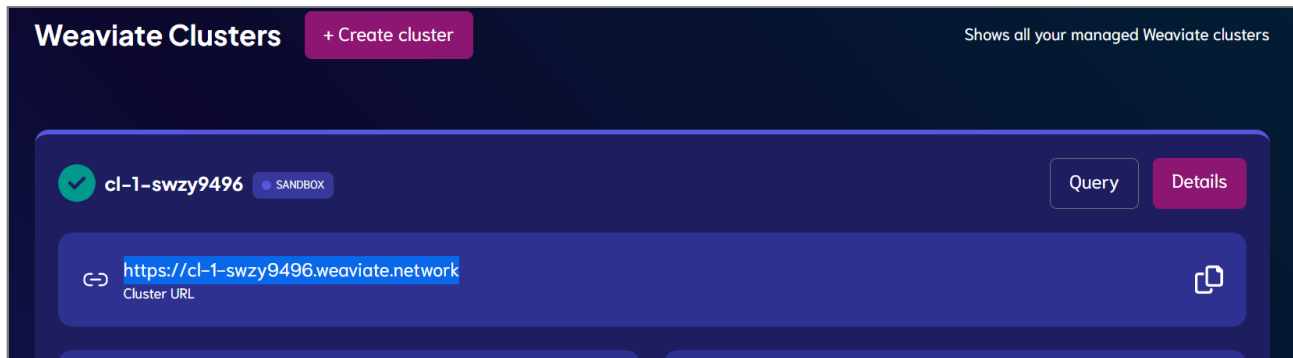 Weaviate Clusters
+ Create cluster
Shows all your managed Weaviate clusters
cl-1-swzy9496
SANDBOX
Query
Details
https://cl-1-swzy9496.weaviate.network
Cluster URL